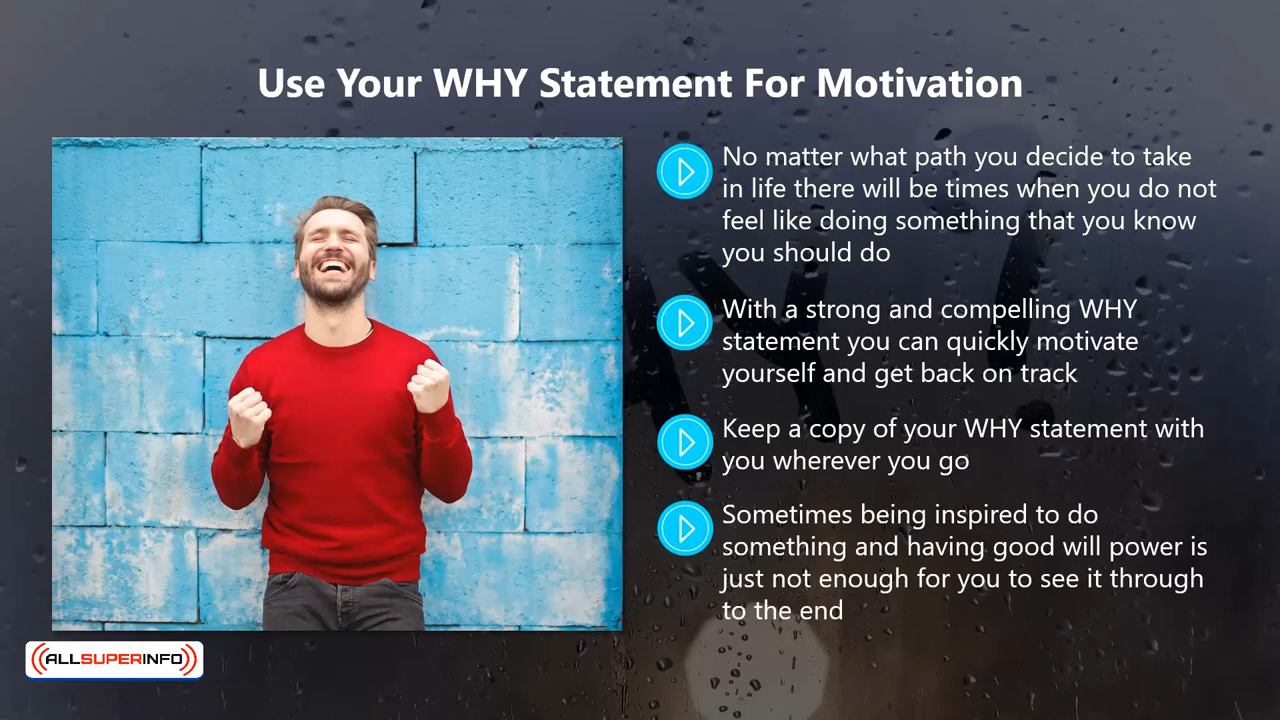 Use Your WHY Statement For Motivation
No matter what path you decide to take
in life there will be times when you do not
feel like doing something that you know
you should do
With a strong and compelling WHY
statement you can quickly motivate
yourself and get back on track
Keep a copy of your WHY statement with
you wherever you go
Sometimes being inspired to do
something and having good will power is
just not enough for you to see it through
to the end
ALLSUPERINFO